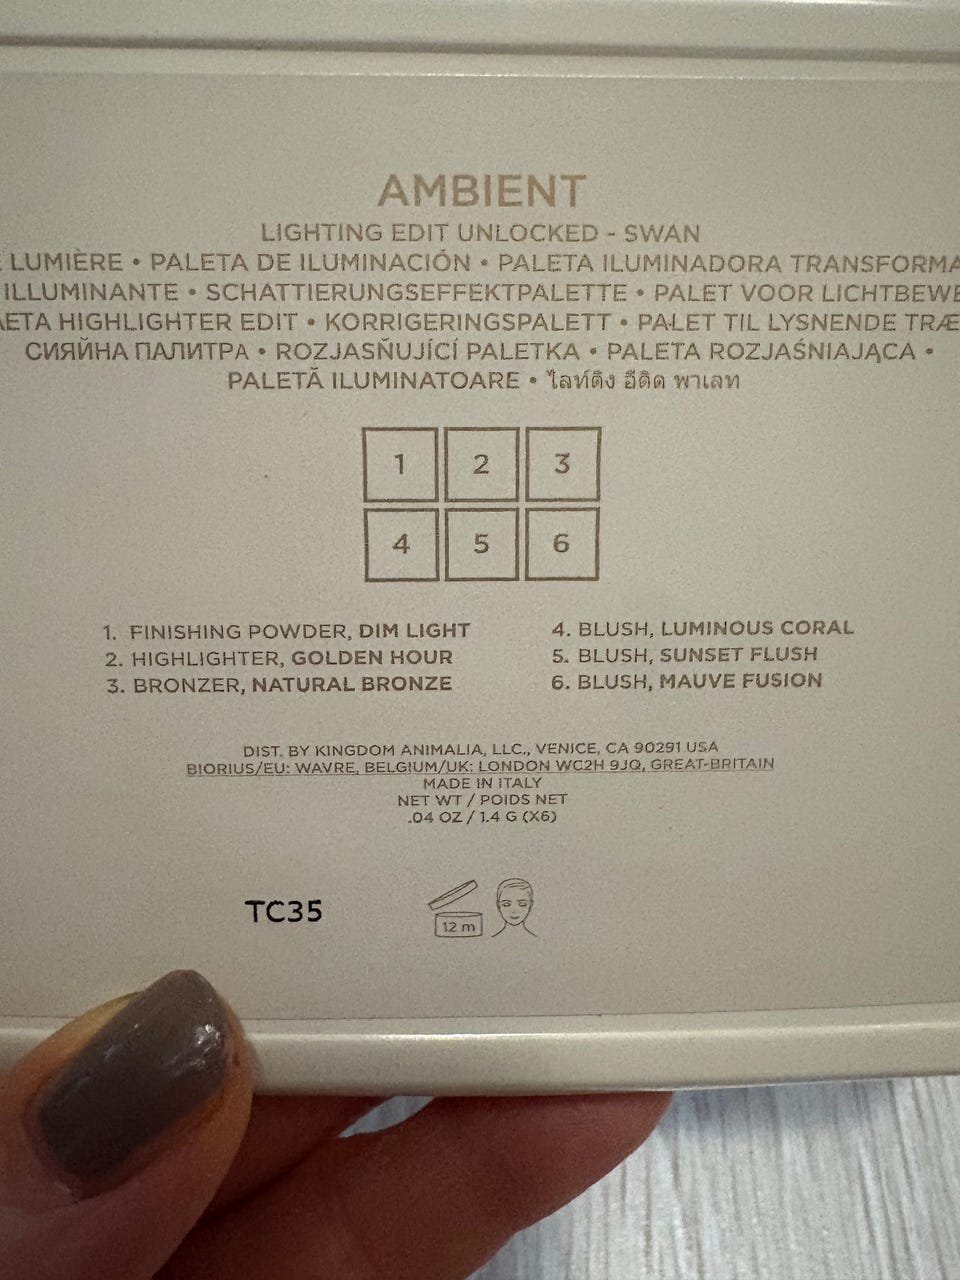 AMBIENT
LIGHTING EDIT UNLOCKED - SWAN
LUMIÈRE • PALETA DE ILUMINACIÓN • PALETA ILUMINADORA TRANSFORMA
ILLUMINANTE • SCHATTIERUNGSEFFEKTPALETTE • PALET VOOR LICHTBEWE
ETA HIGHLIGHTER EDIT • KORRIGERINGSPALETT • PALET TIL LYSNENDE TRÆ
СИЯЙНА ПАЛИТРА • ROZJASŇUJÍCÍ PALETKA • PALETA ROZJAŚNIAJĄCA •
PALETĂ ILUMINATOARE • ไลท์ติ้ง อีดิต พาเลท
1 2 3
4 5 6
1. FINISHING POWDER, DIM LIGHT
2. HIGHLIGHTER, GOLDEN HOUR
3. BRONZER, NATURAL BRONZE
4. BLUSH, LUMINOUS CORAL
5. BLUSH, SUNSET FLUSH
6. BLUSH, MAUVE FUSION
DIST. BY KINGDOM ANIMALIA, LLC., VENICE, CA 90291 USA
BIORIUS/EU: WAVRE, BELGIUM/UK: LONDON WC2H 9JQ, GREAT-BRITAIN
MADE IN ITALY
NET WT / POIDS NET
.04 OZ / 1.4 G (X6)
TC35
12 m